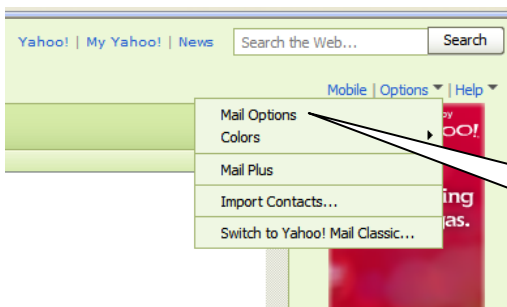 Yahoo! | My Yahoo! | News Search the Web... Search
Mobile | Options | Help
Mail Options
Colors
Mail Plus
Import Contacts...
Switch to Yahoo! Mail Classic...
by
OO!
ing
as.